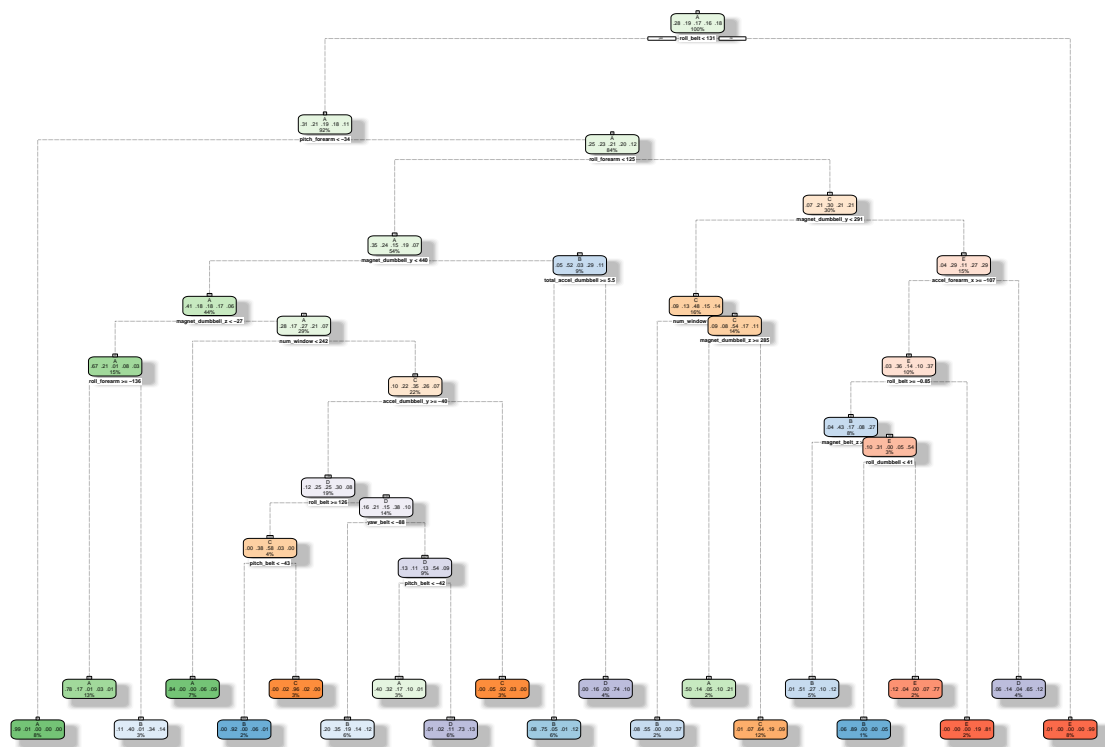 A
.28 .19 .17 .16 .18
100%
roll_belt < 131
A
.31 .21 .19 .18 .11
92%
pitch_forearm < −34
A
.25 .23 .21 .20 .12
84%
roll_forearm < 125
C
.07 .21 .30 .21 .21
30%
magnet_dumbbell_y < 291
A
.35 .24 .15 .19 .07
54%
magnet_dumbbell_y < 440
B
.05 .52 .03 .29 .11
9%
total_accel_dumbbell >= 5.5
E
.04 .29 .11 .27 .29
15%
accel_forearm_x >= −107
A
.41 .18 .18 .17 .06
44%
magnet_dumbbell_z < −27
C
.09 .13 .48 .15 .14
16%
num_window
A
.28 .17 .27 .21 .07
29%
num_window < 242
C
.09 .08 .54 .17 .11
14%
magnet_dumbbell_z >= 285
A
.67 .21 .01 .08 .03
15%
roll_forearm >= −136
E
.03 .36 .14 .10 .37
10%
roll_belt >= −0.85
C
.10 .22 .35 .26 .07
22%
accel_dumbbell_y >= −40
B
.04 .43 .17 .08 .27
8%
magnet_belt_z >
E
.10 .31 .00 .05 .54
3%
roll_dumbbell < 41
D
.12 .25 .25 .30 .08
19%
roll_belt >= 126
D
.16 .21 .15 .38 .10
14%
yaw_belt < −88
C
.00 .38 .58 .03 .00
4%
pitch_belt < −43
D
.13 .11 .13 .54 .09
9%
pitch_belt < −42
A
.78 .17 .01 .03 .01
13%
A
.84 .00 .00 .08 .09
7%
C
.00 .02 .96 .02 .00
3%
A
.40 .32 .17 .10 .01
3%
C
.00 .05 .92 .03 .00
3%
D
.00 .16 .00 .74 .10
4%
A
.50 .14 .05 .10 .21
2%
B
.01 .51 .27 .10 .12
5%
E
.12 .04 .00 .07 .77
2%
D
.06 .14 .04 .65 .12
4%
A
.99 .01 .00 .00 .00
8%
B
.11 .40 .01 .34 .14
3%
B
.00 .92 .00 .06 .01
2%
B
.20 .35 .19 .14 .12
6%
D
.01 .02 .11 .73 .13
6%
B
.08 .75 .05 .01 .12
6%
B
.08 .55 .00 .00 .37
2%
C
.01 .07 .64 .19 .09
12%
B
.06 .89 .00 .00 .05
1%
E
.00 .00 .00 .19 .81
2%
E
.01 .00 .00 .00 .99
8%